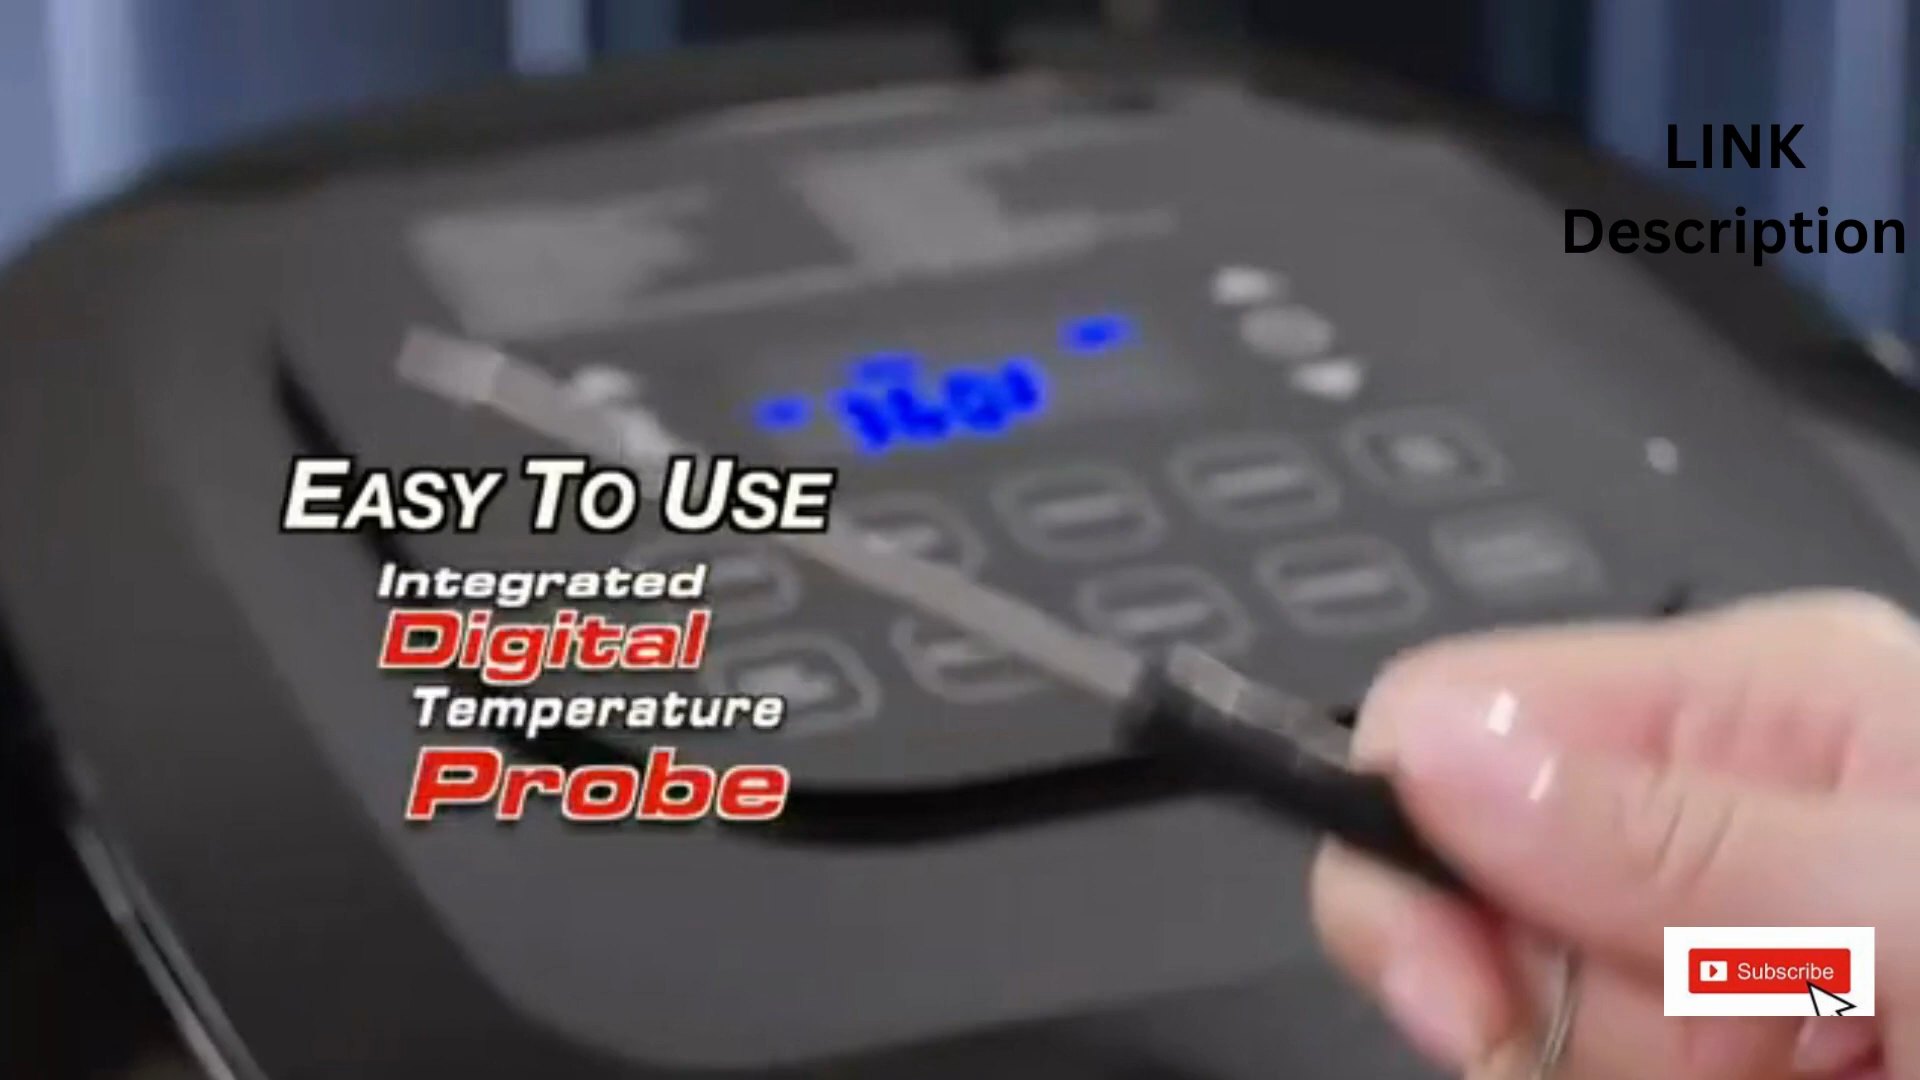 LINK
Description
EASY TO USE
Integrated
Digital
Temperature
Probe
Subscribe